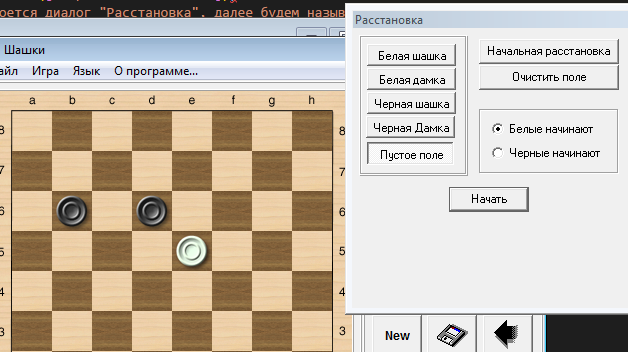 оется диалог "Расстановка", далее будем назыв
Шашки
айл Игра Язык О программе...
a b c d e f g h
8 8
7 7
6 6
5 5
4 4
3 3
Расстановка
Белая шашка
Белая дамка
Черная шашка
Черная Дамка
Пустое поле
Начальная расстановка
Очистить поле
Белые начинают
Черные начинают
Начать
New